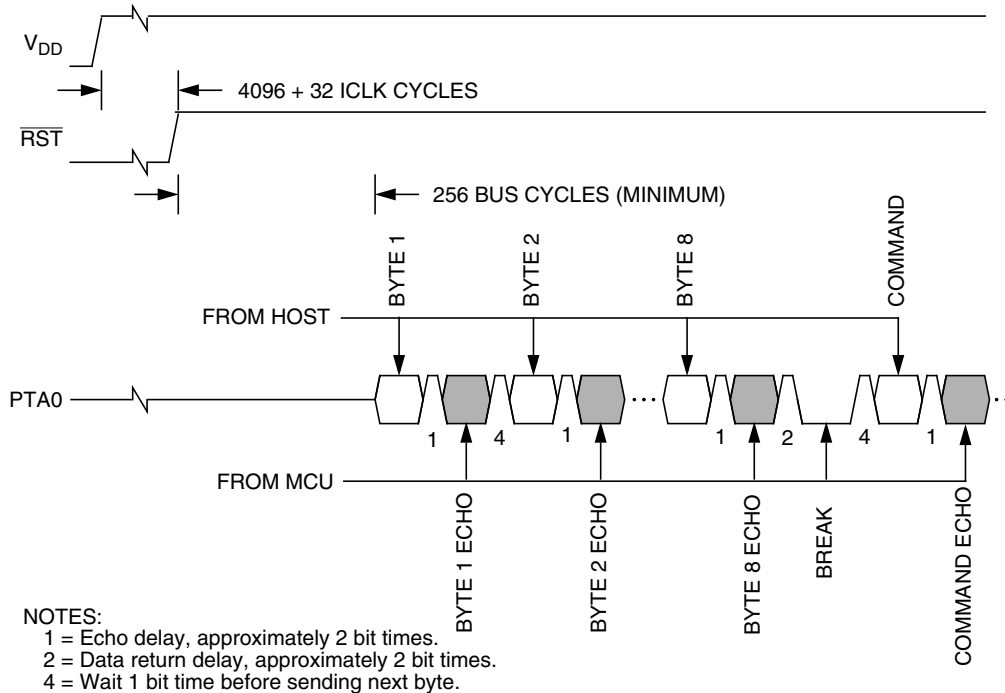 VDD
4096 + 32 ICLK CYCLES
RST
256 BUS CYCLES (MINIMUM)
BYTE 1
BYTE 2
BYTE 8
COMMAND
FROM HOST
PTA0
1
4
1
1
2
4
1
FROM MCU
BYTE 1 ECHO
BYTE 2 ECHO
BYTE 8 ECHO
BREAK
COMMAND ECHO
NOTES:
1 = Echo delay, approximately 2 bit times.
2 = Data return delay, approximately 2 bit times.
4 = Wait 1 bit time before sending next byte.